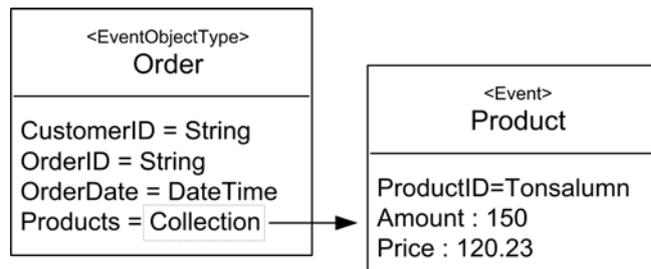 <EventObjectType>
Order
CustomerID = String
OrderID = String
OrderDate = DateTime
Products = Collection
<Event>
Product
ProductID=Tonsalumn
Amount : 150
Price : 120.23